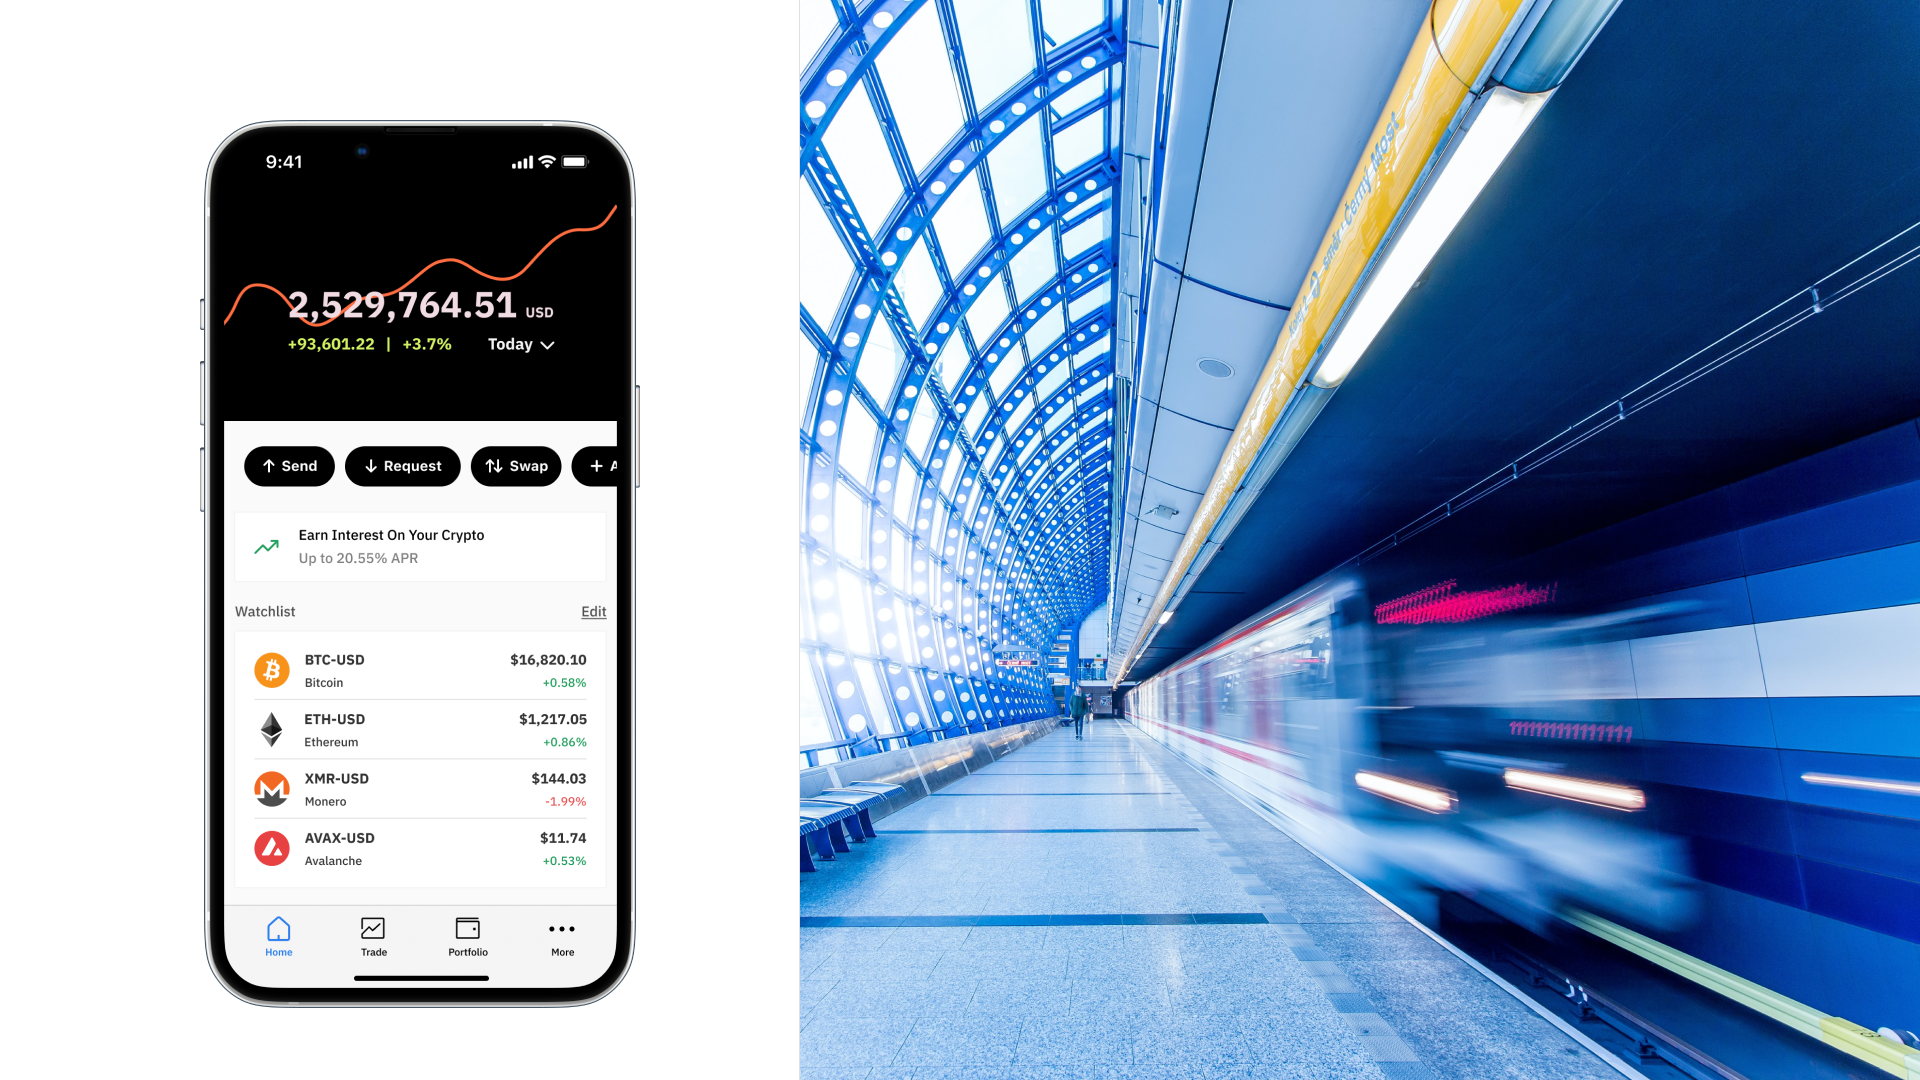 9:41
2,529,764.51 USD
+93,601.22 | +3.7% Today
Send Request Swap + A
Earn Interest On Your Crypto
Up to 20.55% APR
Watchlist Edit
BTC-USD $16,820.10
Bitcoin +0.58%
ETH-USD $1,217.05
Ethereum +0.86%
XMR-USD $144.03
Monero -1.99%
AVAX-USD $11.74
Avalanche +0.53%
Home Trade Portfolio More
Kolej 2 směr: Černý Most